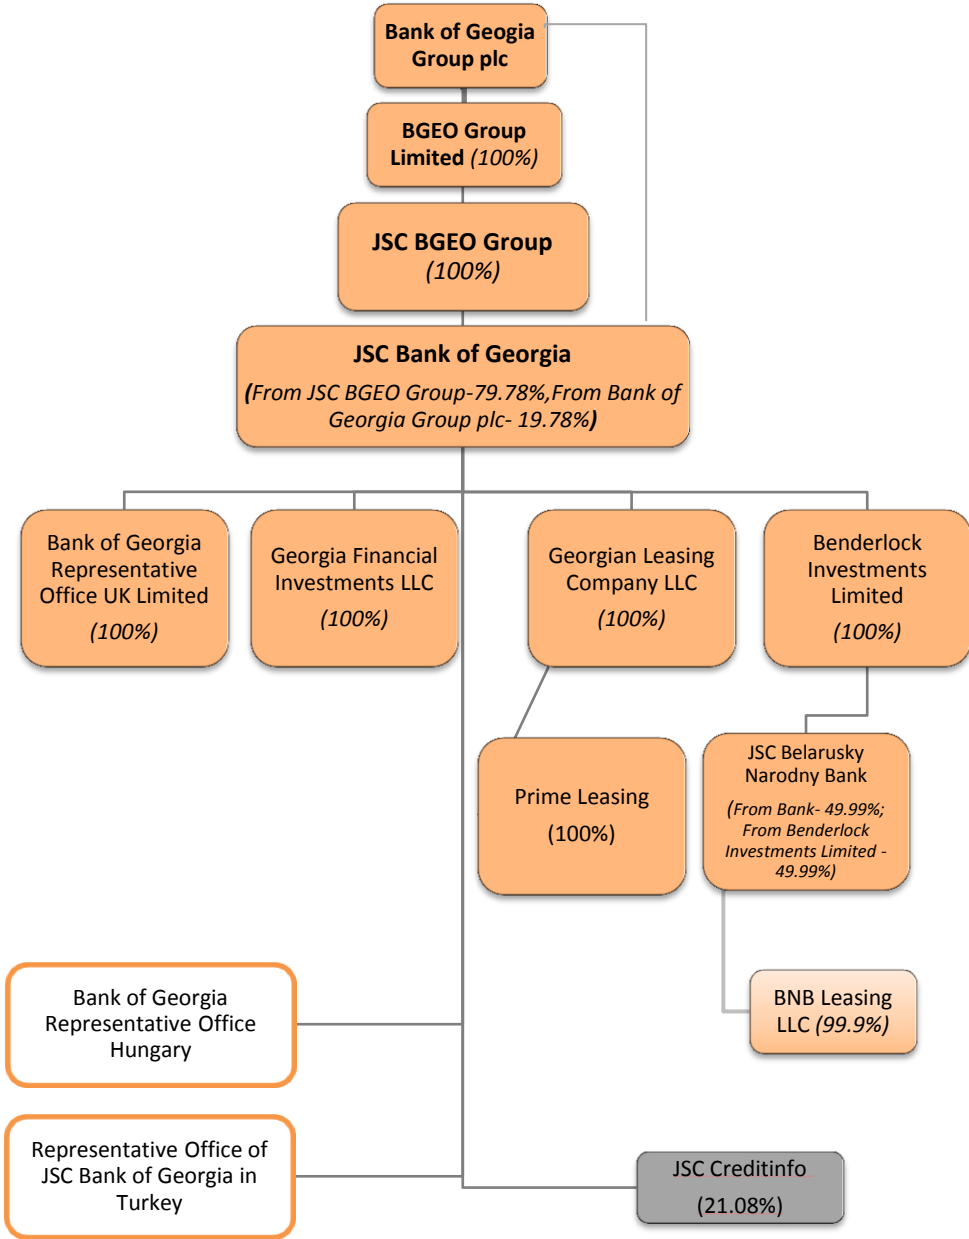 Bank of Geogia
Group plc
BGEO Group
Limited (100%)
JSC BGEO Group
(100%)
JSC Bank of Georgia
(From JSC BGEO Group-79.78%,From Bank of
Georgia Group plc- 19.78%)
Bank of Georgia
Representative
Office UK Limited
(100%)
Georgia Financial
Investments LLC
(100%)
Georgian Leasing
Company LLC
(100%)
Benderlock
Investments
Limited
(100%)
Prime Leasing
(100%)
JSC Belarusky
Narodny Bank
(From Bank- 49.99%;
From Benderlock
Investments Limited -
49.99%)
Bank of Georgia
Representative Office
Hungary
BNB Leasing
LLC (99.9%)
Representative Office of
JSC Bank of Georgia in
Turkey
JSC Creditinfo
(21.08%)